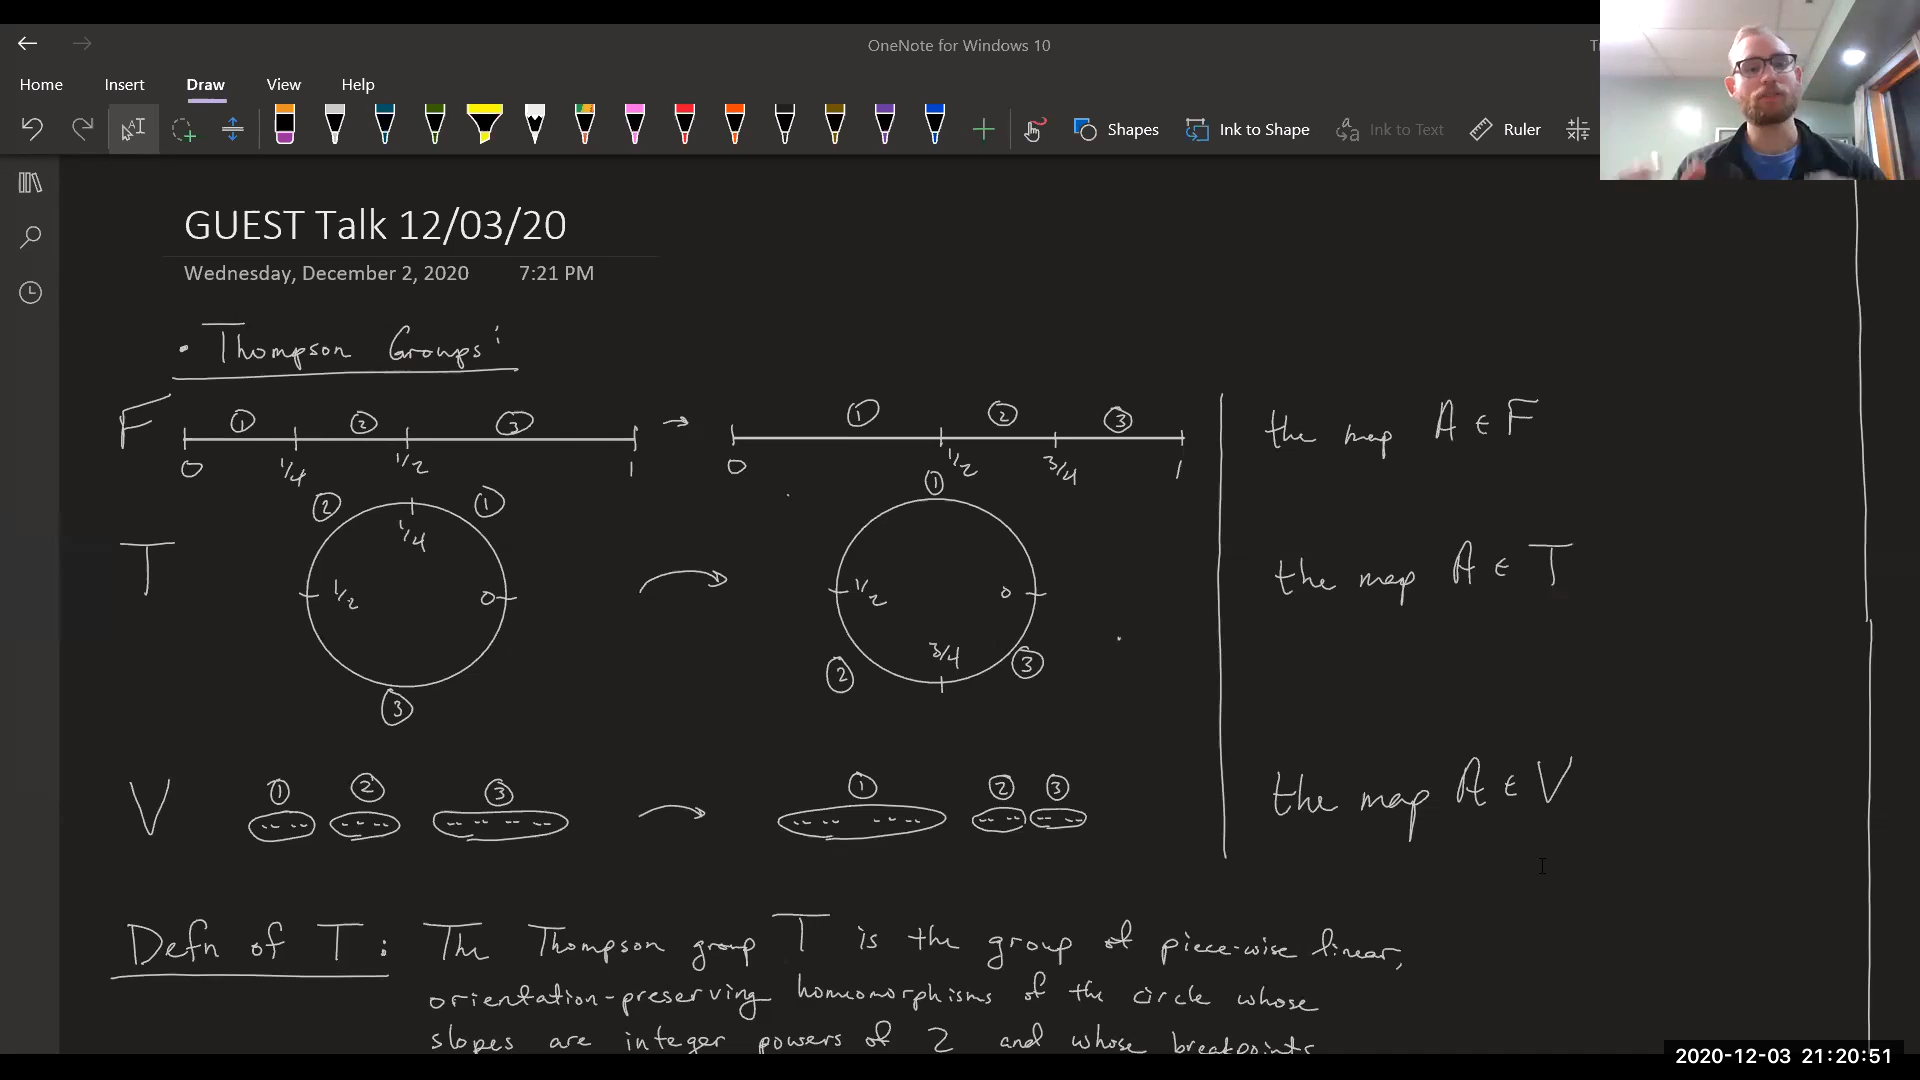 OneNote for Windows 10
Home Insert Draw View Help
Shapes Ink to Shape Ink to Text Ruler
GUEST Talk 12/03/20
Wednesday, December 2, 2020 7:21 PM
• Thompson Groups:
F ① ② ③ → ① ② ③ the map A ∈ F
0 1/4 1/2 1 0 1/2 3/4 1
② ① ①
1/4
T the map A ∈ T
1/2 0 1/2 0
3/4
③ ② ③
V ① ② ③ ① ② ③ the map A ∈ V
Defn of T: The Thompson group T is the group of piece-wise linear,
orientation-preserving homeomorphisms of the circle whose
slopes are integer powers of 2 and whose breakpoints
2020-12-03 21:20:51